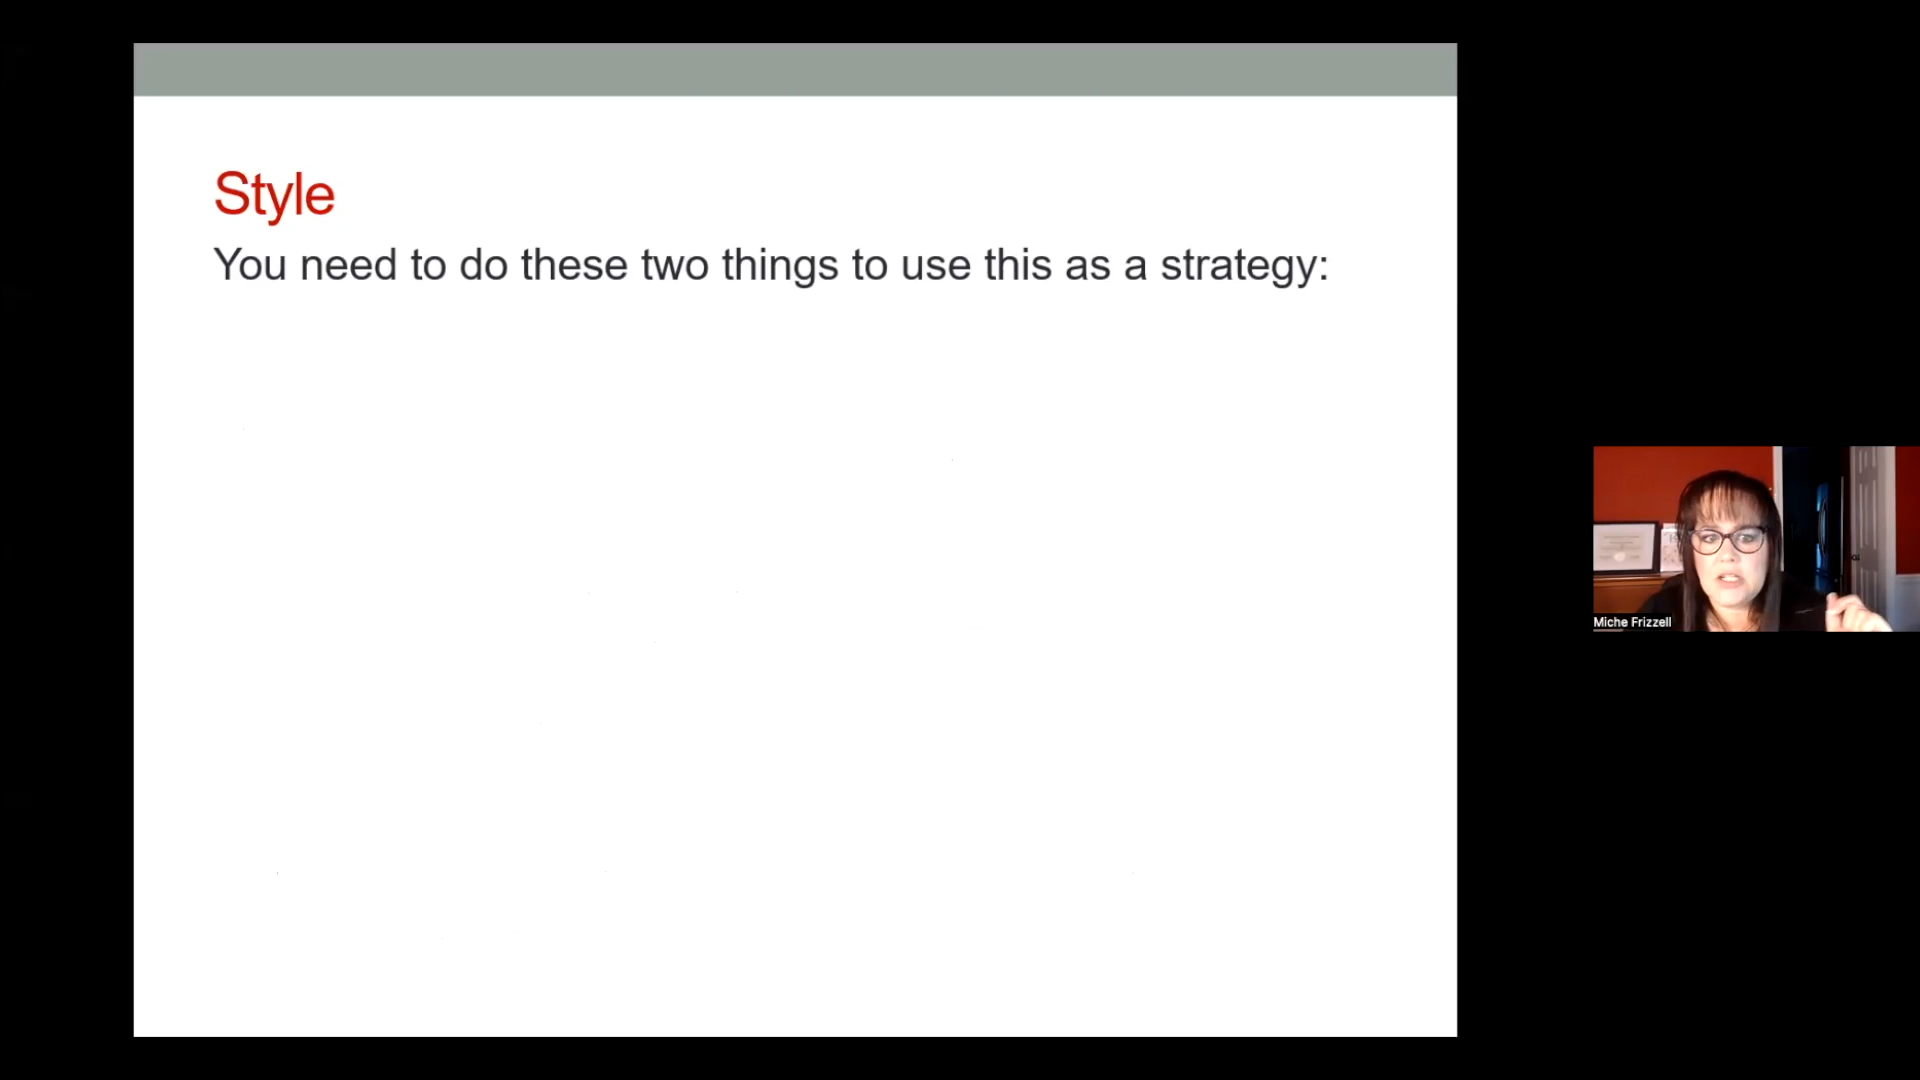 Style
You need to do these two things to use this as a strategy:
Miche Frizzell